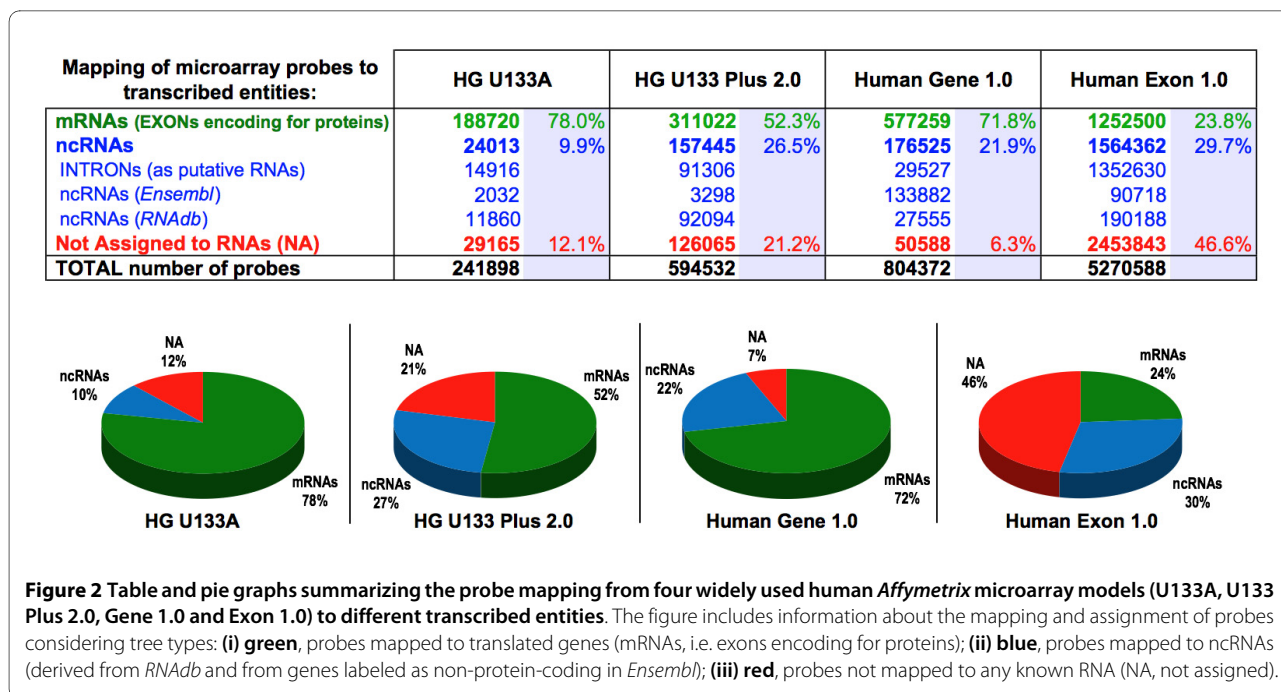 Mapping of microarray probes to transcribed entities: HG U133A HG U133 Plus 2.0 Human Gene 1.0 Human Exon 1.0
mRNAs (EXONs encoding for proteins) 188720 78.0% 311022 52.3% 577259 71.8% 1252500 23.8%
ncRNAs 24013 9.9% 157445 26.5% 176525 21.9% 1564362 29.7%
INTRONs (as putative RNAs) 14916 91306 29527 1352630
ncRNAs (Ensembl) 2032 3298 133882 90718
ncRNAs (RNAdb) 11860 92094 27555 190188
Not Assigned to RNAs (NA) 29165 12.1% 126065 21.2% 50588 6.3% 2453843 46.6%
TOTAL number of probes 241898 594532 804372 5270588
NA
12%
ncRNAs
10%
mRNAs
78%
HG U133A
NA
21%
mRNAs
52%
ncRNAs
27%
HG U133 Plus 2.0
NA
7%
ncRNAs
22%
mRNAs
72%
Human Gene 1.0
NA
46%
mRNAs
24%
ncRNAs
30%
Human Exon 1.0
Figure 2 Table and pie graphs summarizing the probe mapping from four widely used human Affymetrix microarray models (U133A, U133
Plus 2.0, Gene 1.0 and Exon 1.0) to different transcribed entities. The figure includes information about the mapping and assignment of probes
considering tree types: (i) green, probes mapped to translated genes (mRNAs, i.e. exons encoding for proteins); (ii) blue, probes mapped to ncRNAs
(derived from RNAdb and from genes labeled as non-protein-coding in Ensembl); (iii) red, probes not mapped to any known RNA (NA, not assigned).